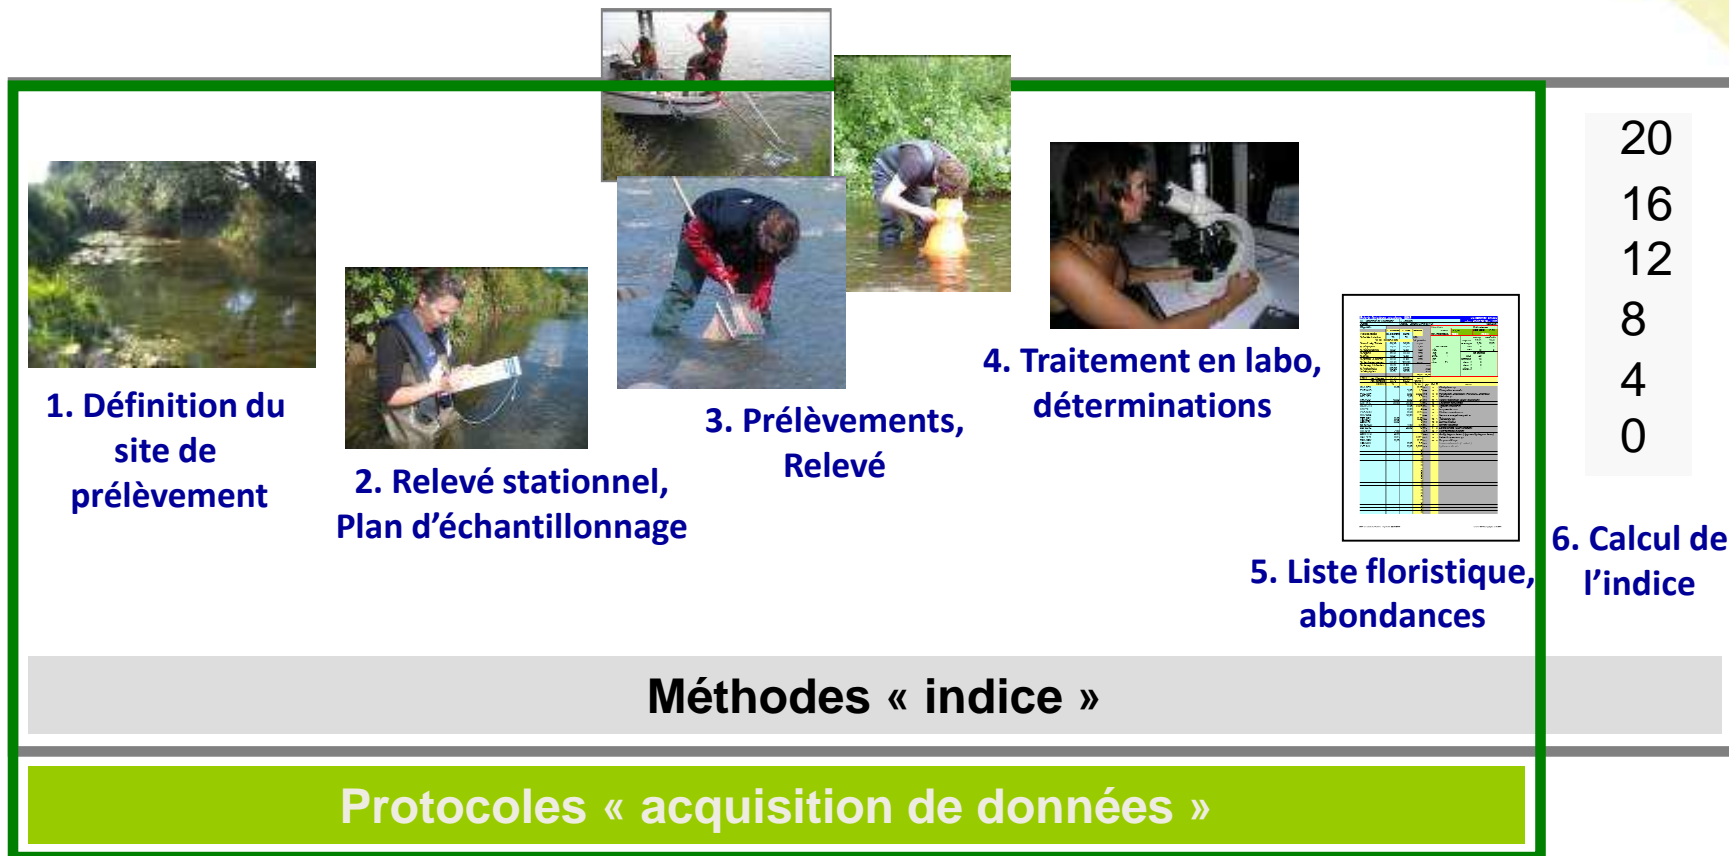 1. Définition du
site de
prélèvement
2. Relevé stationnel,
Plan d’échantillonnage
3. Prélèvements,
Relevé
4. Traitement en labo,
déterminations
5. Liste floristique,
abondances
20
16
12
8
4
0
6. Calcul de
l’indice
Méthodes « indice »
Protocoles « acquisition de données »